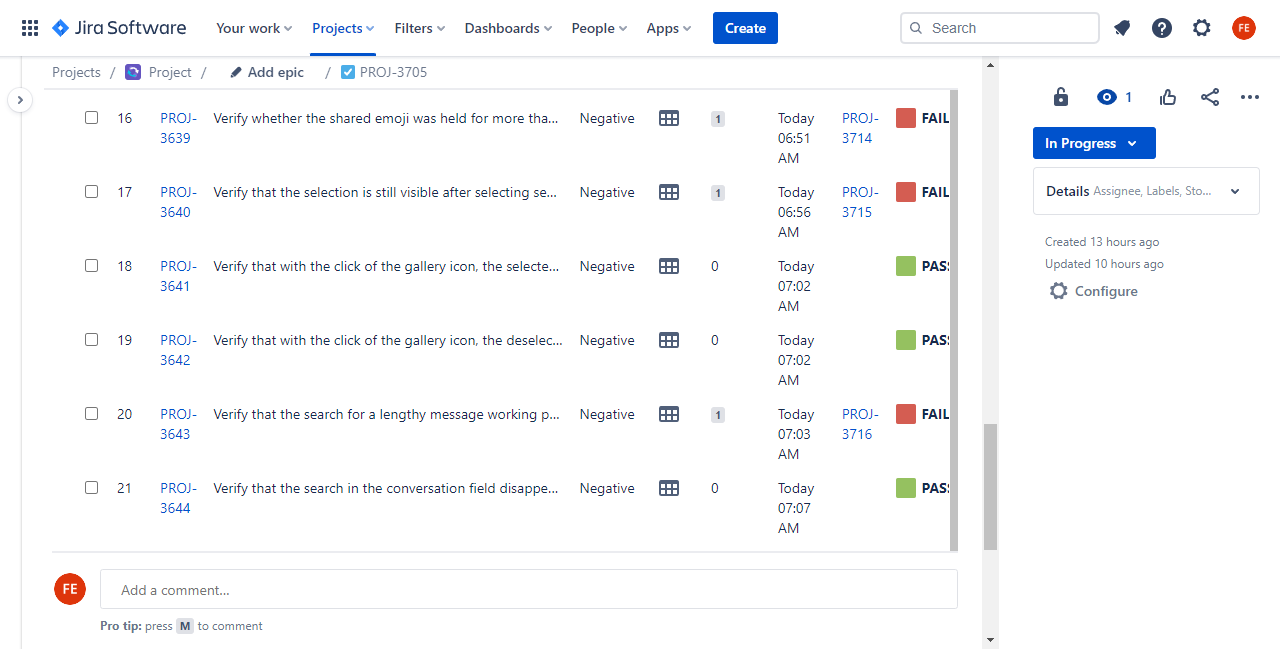 Jira Software Your work Projects Filters Dashboards People Apps Create Search FE
Projects / Project / Add epic / PROJ-3705
16 PROJ-3639 Verify whether the shared emoji was held for more tha... Negative 1 Today 06:51 AM PROJ-3714 FAIL
17 PROJ-3640 Verify that the selection is still visible after selecting se... Negative 1 Today 06:56 AM PROJ-3715 FAIL
18 PROJ-3641 Verify that with the click of the gallery icon, the selecte... Negative 0 Today 07:02 AM PASS
19 PROJ-3642 Verify that with the click of the gallery icon, the deselec... Negative 0 Today 07:02 AM PASS
20 PROJ-3643 Verify that the search for a lengthy message working p... Negative 1 Today 07:03 AM PROJ-3716 FAIL
21 PROJ-3644 Verify that the search in the conversation field disappe... Negative 0 Today 07:07 AM PASS
FE Add a comment...
Pro tip: press M to comment
1
In Progress
Details Assignee, Labels, Sto...
Created 13 hours ago
Updated 10 hours ago
Configure